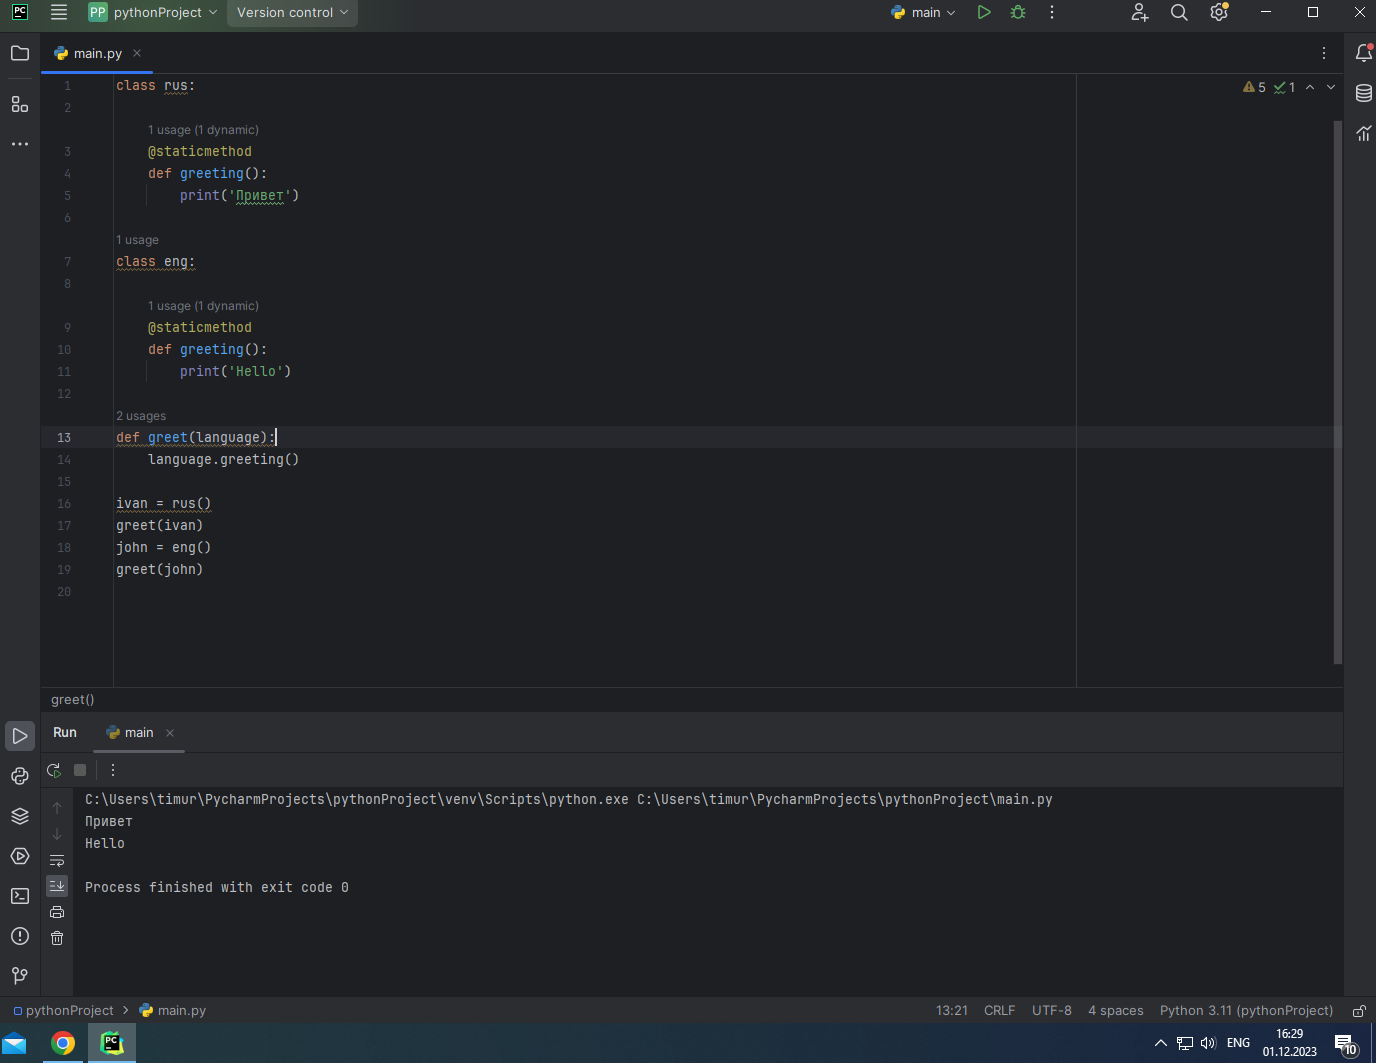 PC PP pythonProject Version control main
main.py
5 1
1 class rus:
2
1 usage (1 dynamic)
3 @staticmethod
4 def greeting():
5 print('Привет')
6
1 usage
7 class eng:
8
1 usage (1 dynamic)
9 @staticmethod
10 def greeting():
11 print('Hello')
12
2 usages
13 def greet(language):
14 language.greeting()
15
16 ivan = rus()
17 greet(ivan)
18 john = eng()
19 greet(john)
20
greet()
Run main
C:\Users\timur\PycharmProjects\pythonProject\venv\Scripts\python.exe C:\Users\timur\PycharmProjects\pythonProject\main.py
Привет
Hello
Process finished with exit code 0
pythonProject > main.py 13:21 CRLF UTF-8 4 spaces Python 3.11 (pythonProject)
PC ENG 16:29
01.12.2023 10